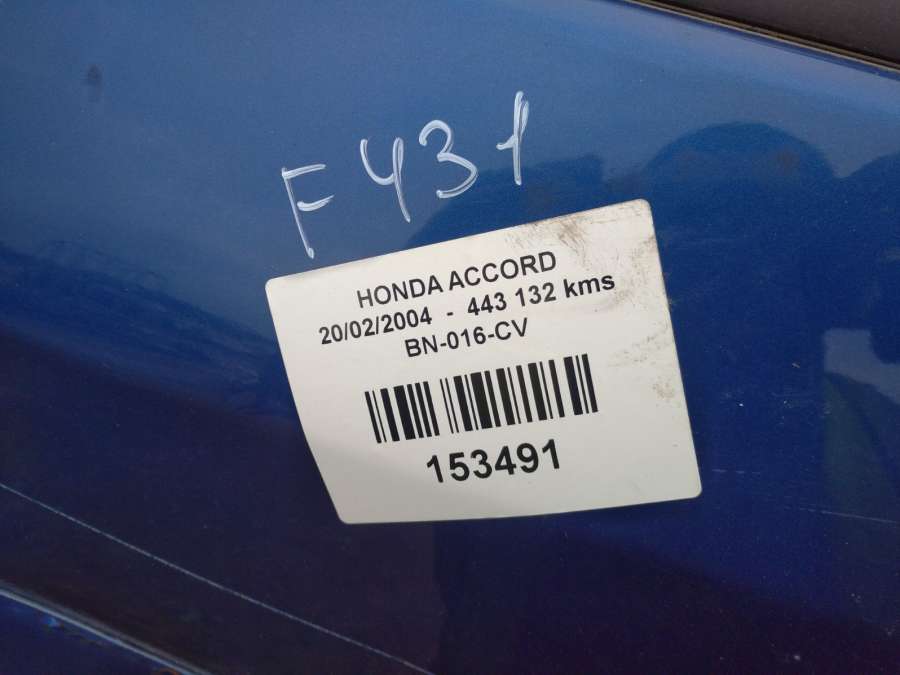 F431
HONDA ACCORD
20/02/2004 - 443 132 kms
BN-016-CV
153491